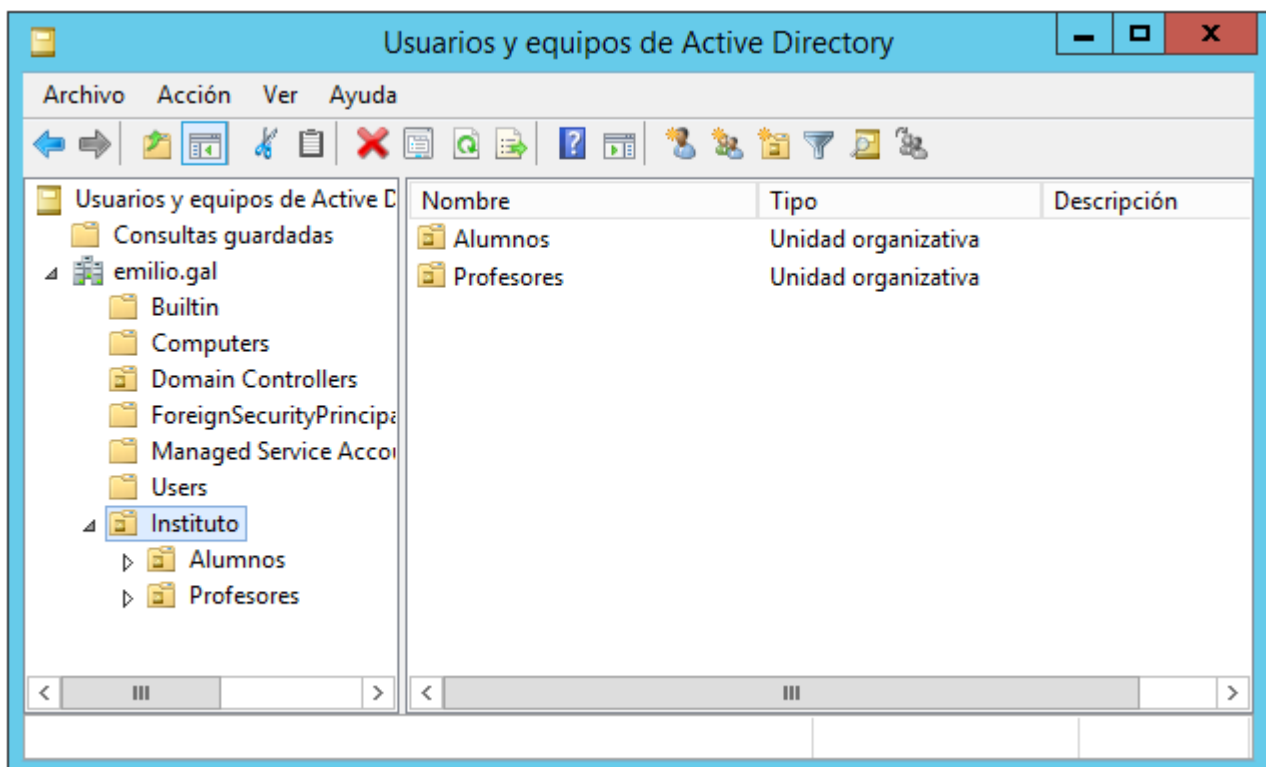 Usuarios y equipos de Active Directory
Archivo Acción Ver Ayuda
Usuarios y equipos de Active D
Consultas guardadas
emilio.gal
Builtin
Computers
Domain Controllers
ForeignSecurityPrincipa
Managed Service Accou
Users
Instituto
Alumnos
Profesores
Nombre Tipo Descripción
Alumnos Unidad organizativa
Profesores Unidad organizativa